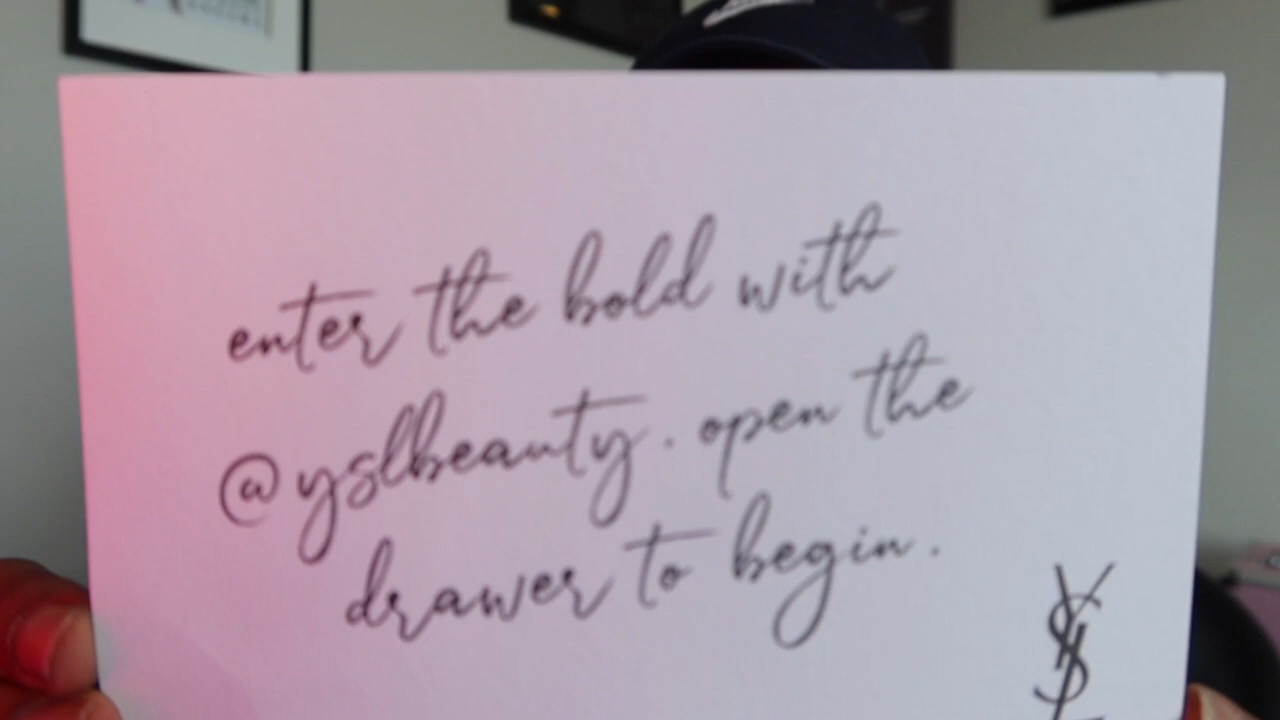 enter the bold with
@yslbeauty. open the
drawer to begin.
YSL